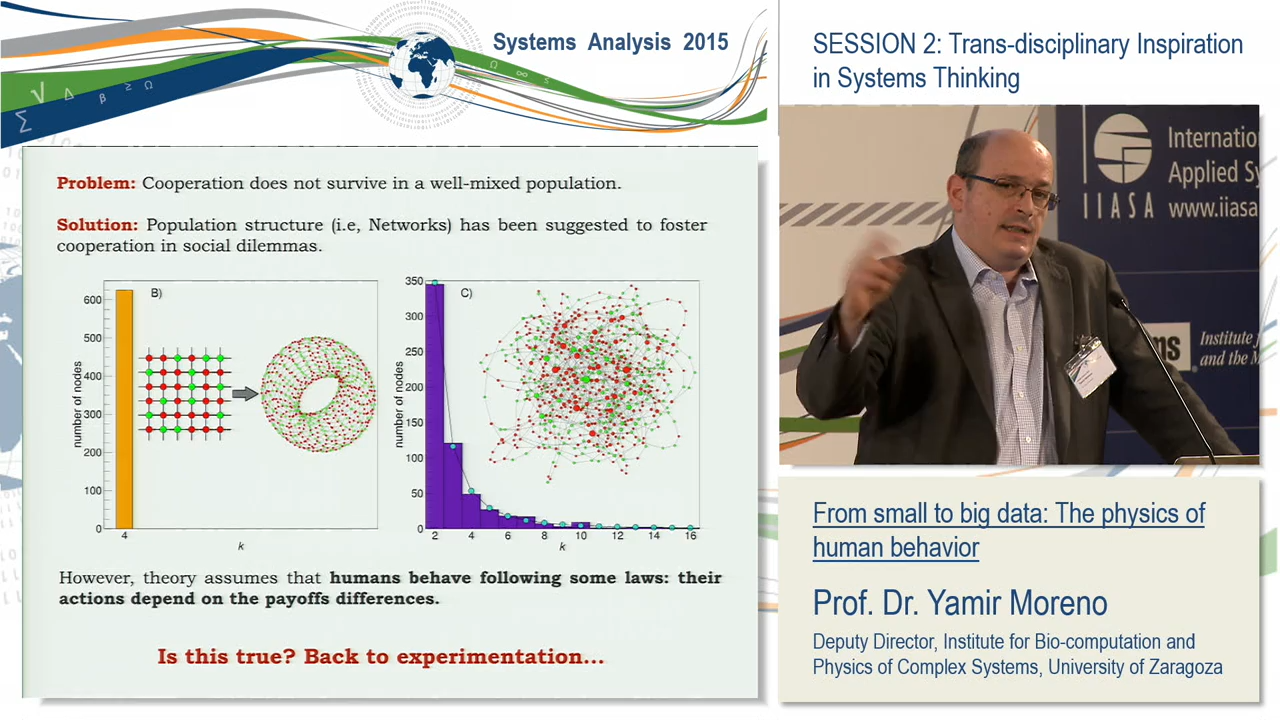 Systems Analysis 2015
Problem: Cooperation does not survive in a well-mixed population.
Solution: Population structure (i.e, Networks) has been suggested to foster
cooperation in social dilemmas.
B)
number of nodes
600
500
400
300
200
100
0
4
k
C)
number of nodes
350
300
250
200
150
100
50
0
2 4 6 8 10 12 14 16
k
However, theory assumes that humans behave following some laws: their
actions depend on the payoffs differences.
Is this true? Back to experimentation...
SESSION 2: Trans-disciplinary Inspiration
in Systems Thinking
IIASA
Internatio
Applied Sy
www.iiasa
Institute
and the M
From small to big data: The physics of
human behavior
Prof. Dr. Yamir Moreno
Deputy Director, Institute for Bio-computation and
Physics of Complex Systems, University of Zaragoza